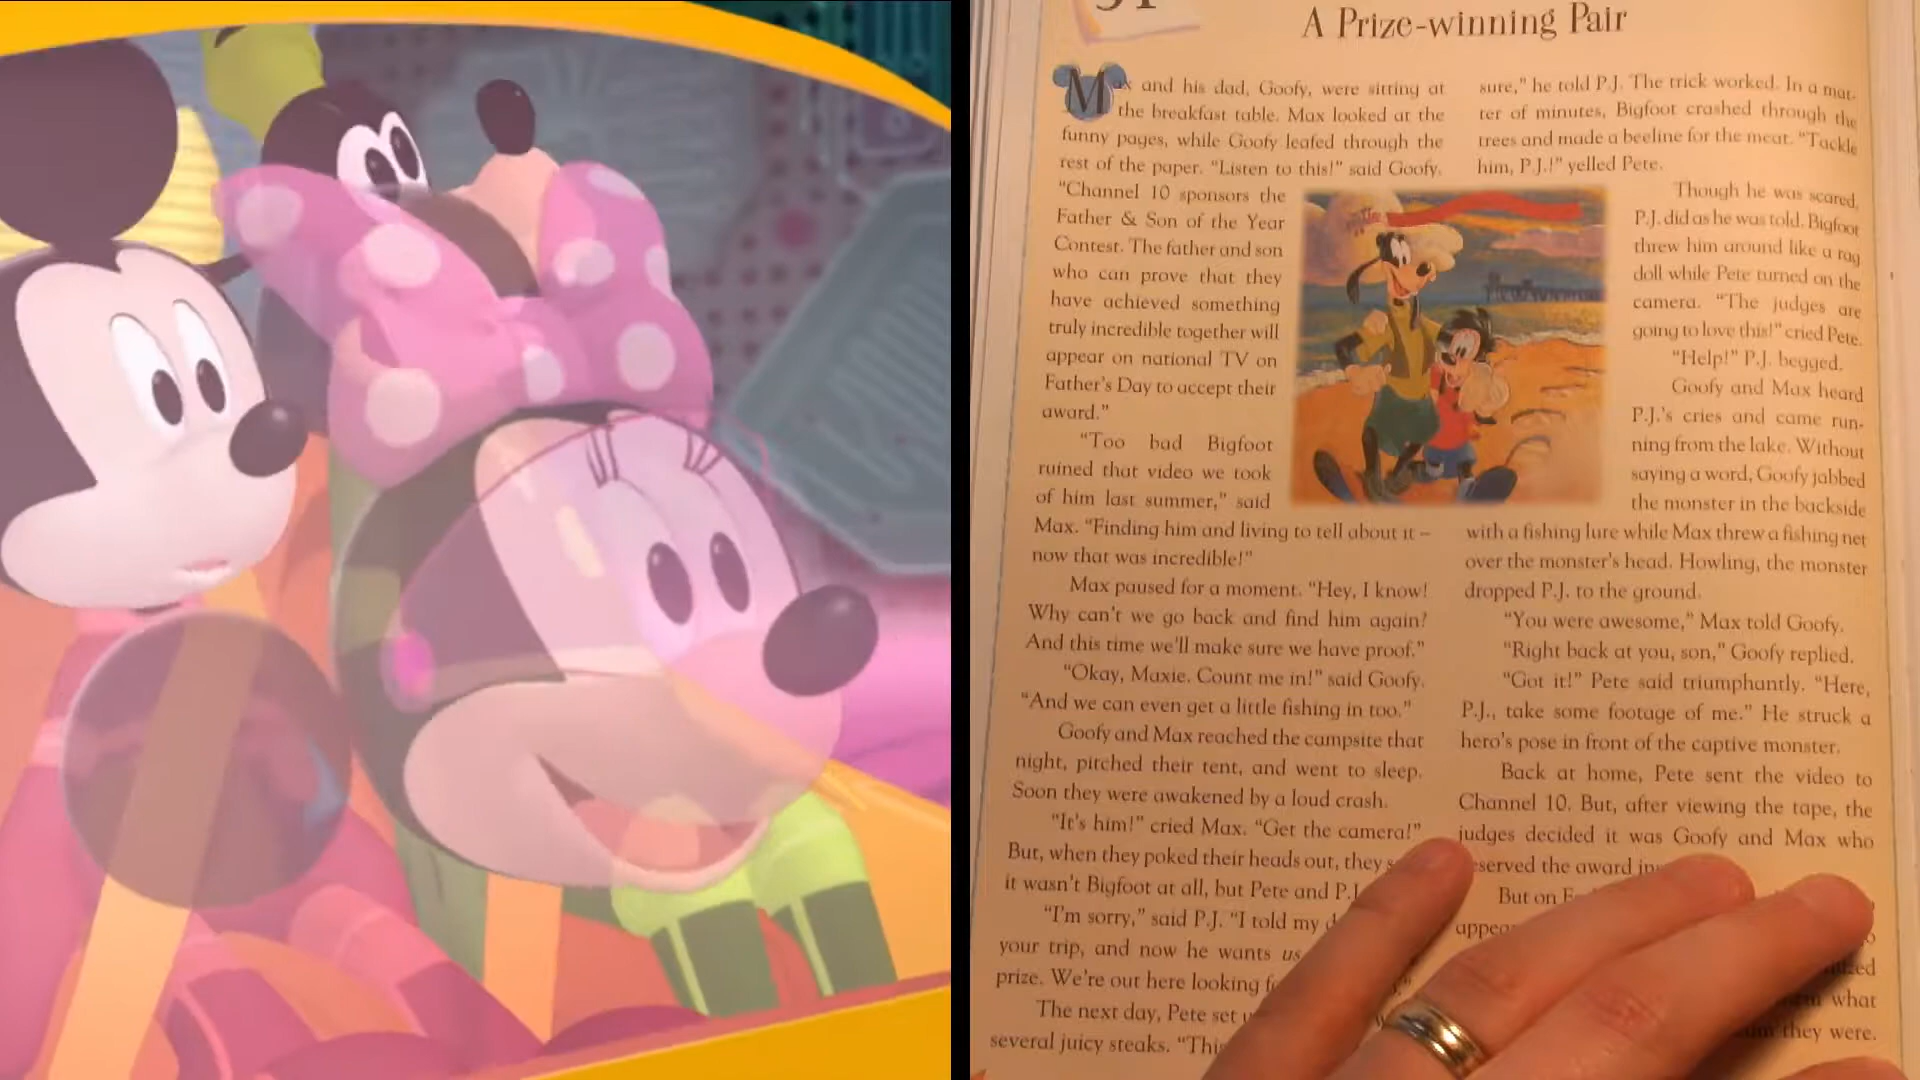 A Prize-winning Pair
Max and his dad, Goofy, were sitting at
the breakfast table. Max looked at the
funny pages, while Goofy leafed through the
rest of the paper. “Listen to this!” said Goofy.
“Channel 10 sponsors the
Father & Son of the Year
Contest. The father and son
who can prove that they
have achieved something
truly incredible together will
appear on national TV on
Father’s Day to accept their
award.”
“Too bad Bigfoot
ruined that video we took
of him last summer,” said
Max. “Finding him and living to tell about it –
now that was incredible!”
Max paused for a moment. “Hey, I know!
Why can’t we go back and find him again?
And this time we’ll make sure we have proof.”
“Okay, Maxie. Count me in!” said Goofy.
“And we can even get a little fishing in too.”
Goofy and Max reached the campsite that
night, pitched their tent, and went to sleep.
Soon they were awakened by a loud crash.
“It’s him!” cried Max. “Get the camera!”
But, when they poked their heads out, they
it wasn’t Bigfoot at all, but Pete and P.J.
“I’m sorry,” said P.J. “I told my
your trip, and now he wants us
prize. We’re out here looking
The next day, Pete set
several juicy steaks.
sure,” he told P.J. The trick worked. In a mat-
ter of minutes, Bigfoot crashed through the
trees and made a beeline for the meat. “Tackle
him, P.J.!” yelled Pete.
Though he was scared,
P.J. did as he was told. Bigfoot
threw him around like a rag
doll while Pete turned on the
camera. “The judges are
going to love this!” cried Pete.
“Help!” P.J. begged.
Goofy and Max heard
P.J.’s cries and came run-
ning from the lake. Without
saying a word, Goofy jabbed
the monster in the backside
with a fishing lure while Max threw a fishing net
over the monster’s head. Howling, the monster
dropped P.J. to the ground.
“You were awesome,” Max told Goofy.
“Right back at you, son,” Goofy replied.
“Got it!” Pete said triumphantly. “Here,
P.J., take some footage of me.” He struck a
hero’s pose in front of the captive monster.
Back at home, Pete sent the video to
Channel 10. But, after viewing the tape, the
judges decided it was Goofy and Max who
the award
But on
what
they were.